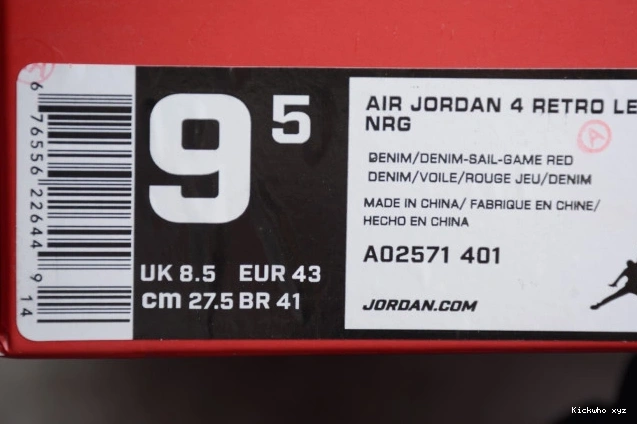 6 76556 22644 9 14
9 5
UK 8.5 EUR 43
cm 27.5 BR 41
AIR JORDAN 4 RETRO LE
NRG
DENIM/DENIM-SAIL-GAME RED
DENIM/VOILE/ROUGE JEU/DENIM
MADE IN CHINA/ FABRIQUE EN CHINE/
HECHO EN CHINA
AO2571 401
JORDAN.COM
A
Kickwho xyz